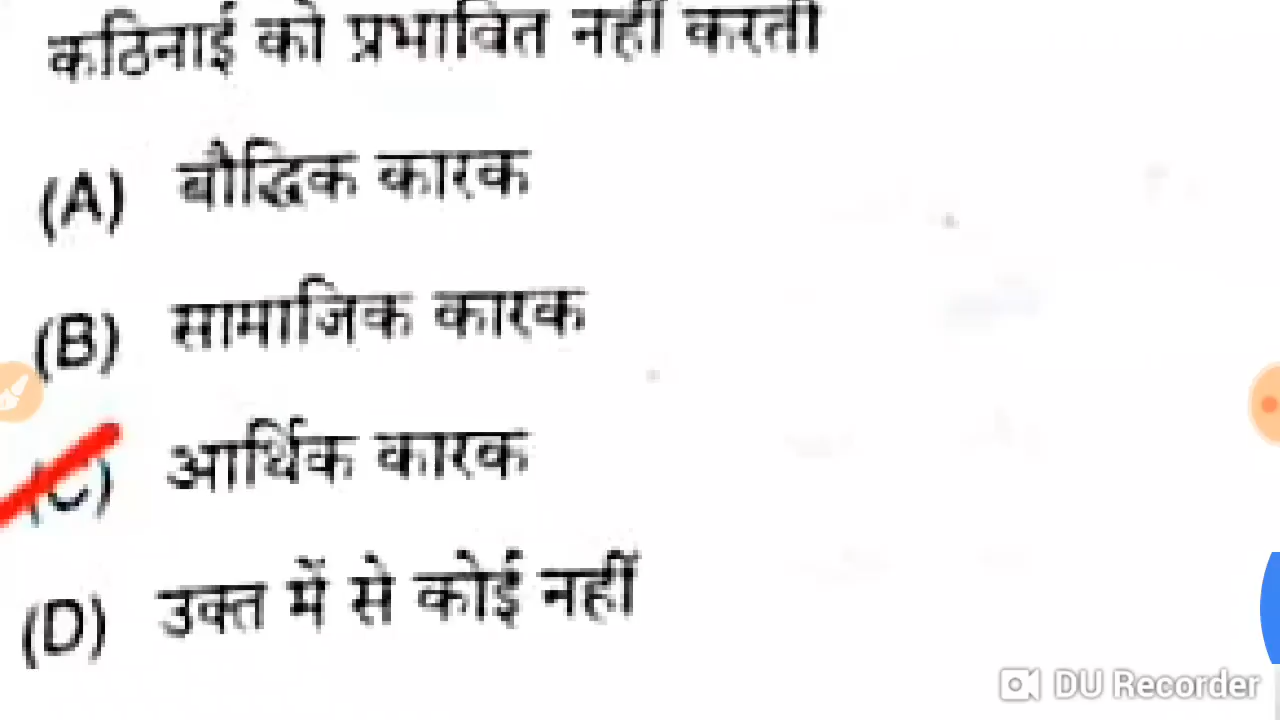 कठिनाई को प्रभावित नहीं करती
(A) बौद्धिक कारक
(B) सामाजिक कारक
(C) आर्थिक कारक
(D) उक्त में से कोई नहीं
DU Recorder